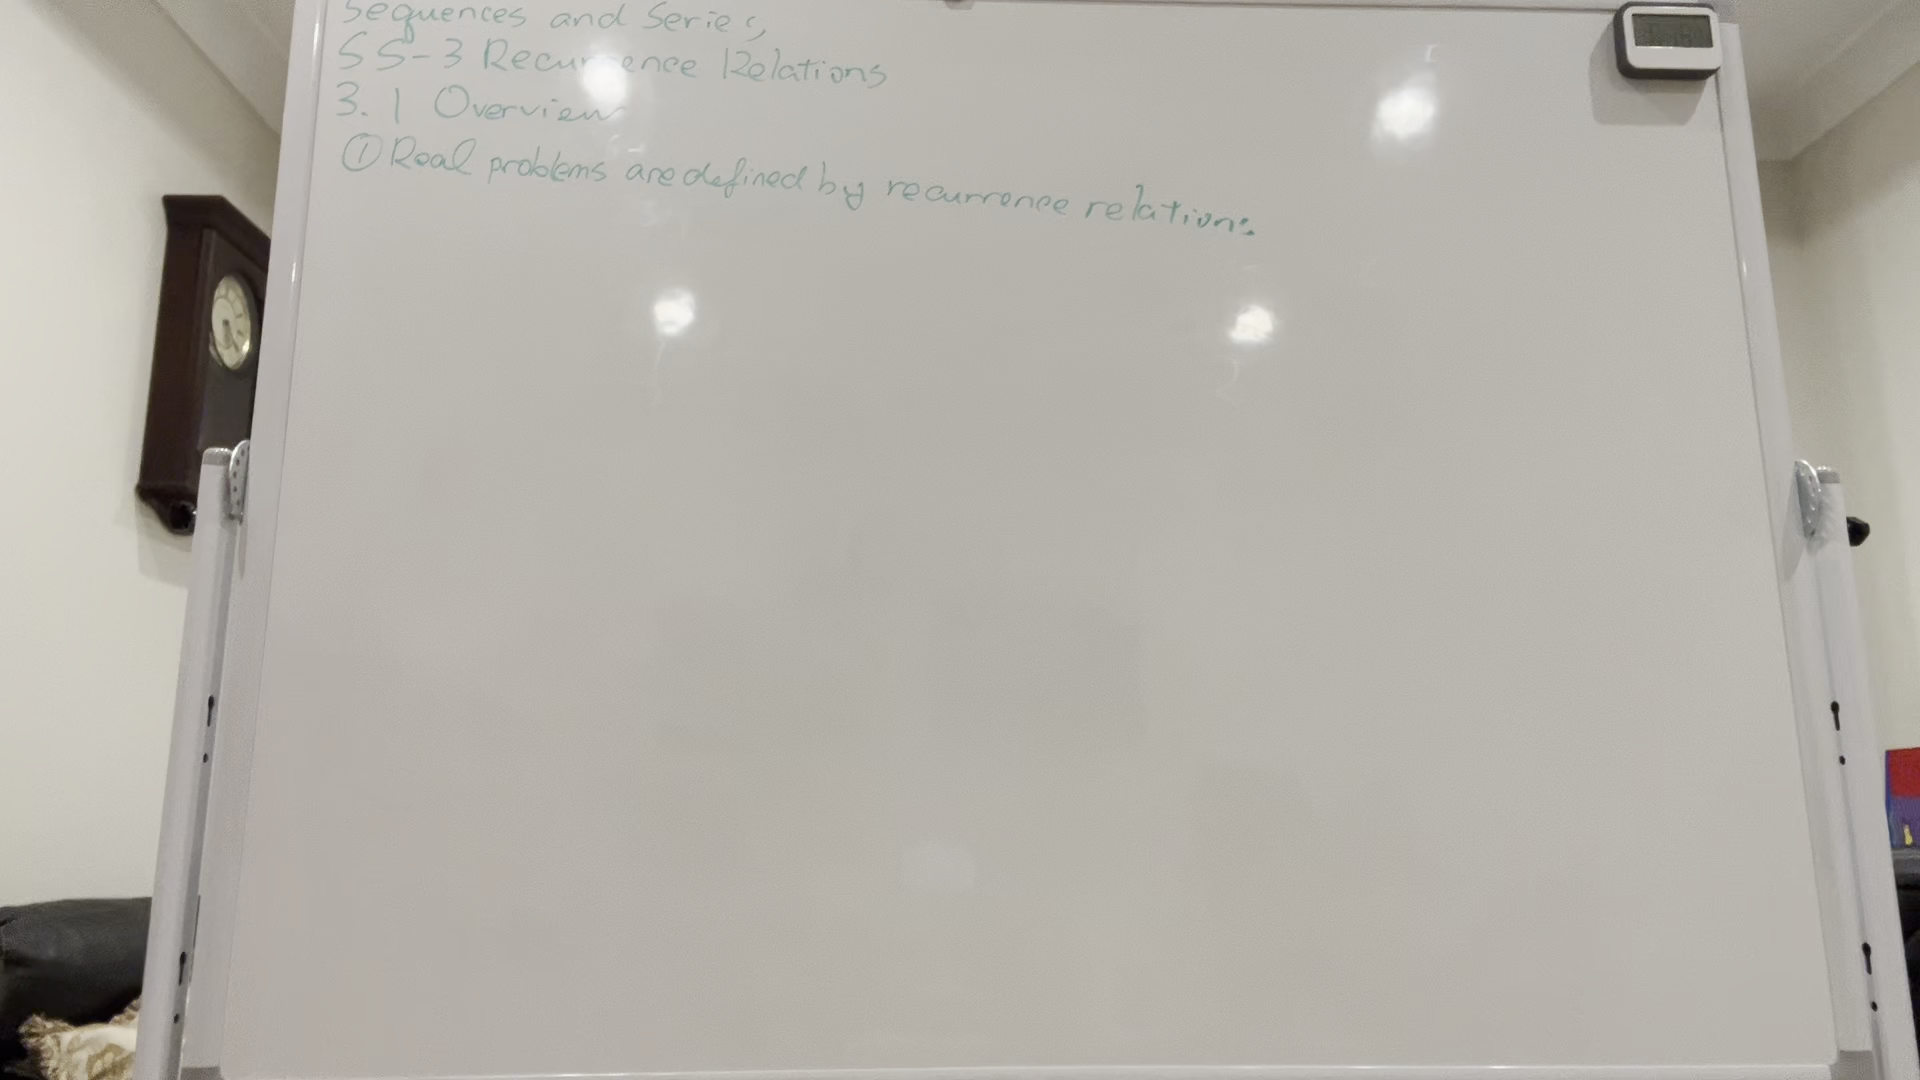 Sequences and Series
SS-3 Recurrence Relations
3.1 Overview
① Real problems are defined by recurrence relations.